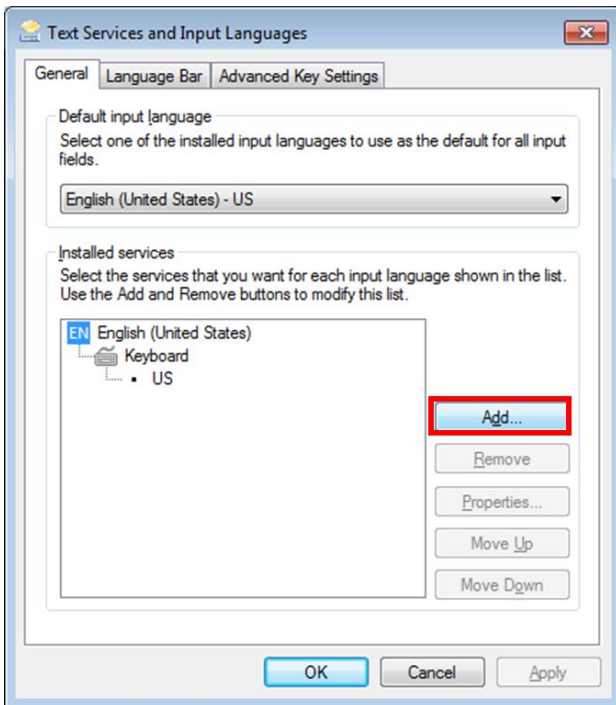 Text Services and Input Languages
General
Language Bar
Advanced Key Settings
Default input language
Select one of the installed input languages to use as the default for all input
fields.
English (United States) - US
Installed services
Select the services that you want for each input language shown in the list.
Use the Add and Remove buttons to modify this list.
EN English (United States)
Keyboard
US
Add...
Remove
Properties...
Move Up
Move Down
OK
Cancel
Apply